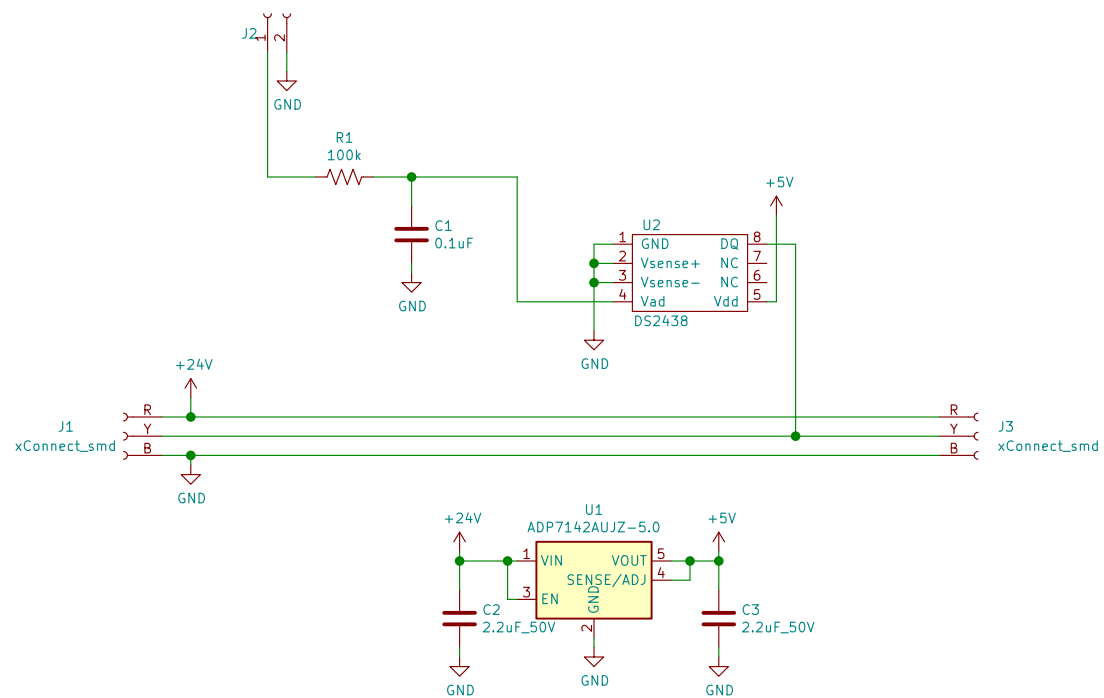 J2
1
2
GND
R1
100k
C1
0.1uF
GND
+5V
U2
1 GND DQ 8
2 Vsense+ NC 7
3 Vsense- NC 6
4 Vad Vdd 5
DS2438
GND
+24V
J1
xConnect_smd
R
Y
B
R
Y
B
J3
xConnect_smd
GND
U1
ADP7142AUJZ-5.0
+24V
+5V
1 VIN VOUT 5
SENSE/ADJ 4
3 EN
GND
2
C2
2.2uF_50V
C3
2.2uF_50V
GND
GND
GND